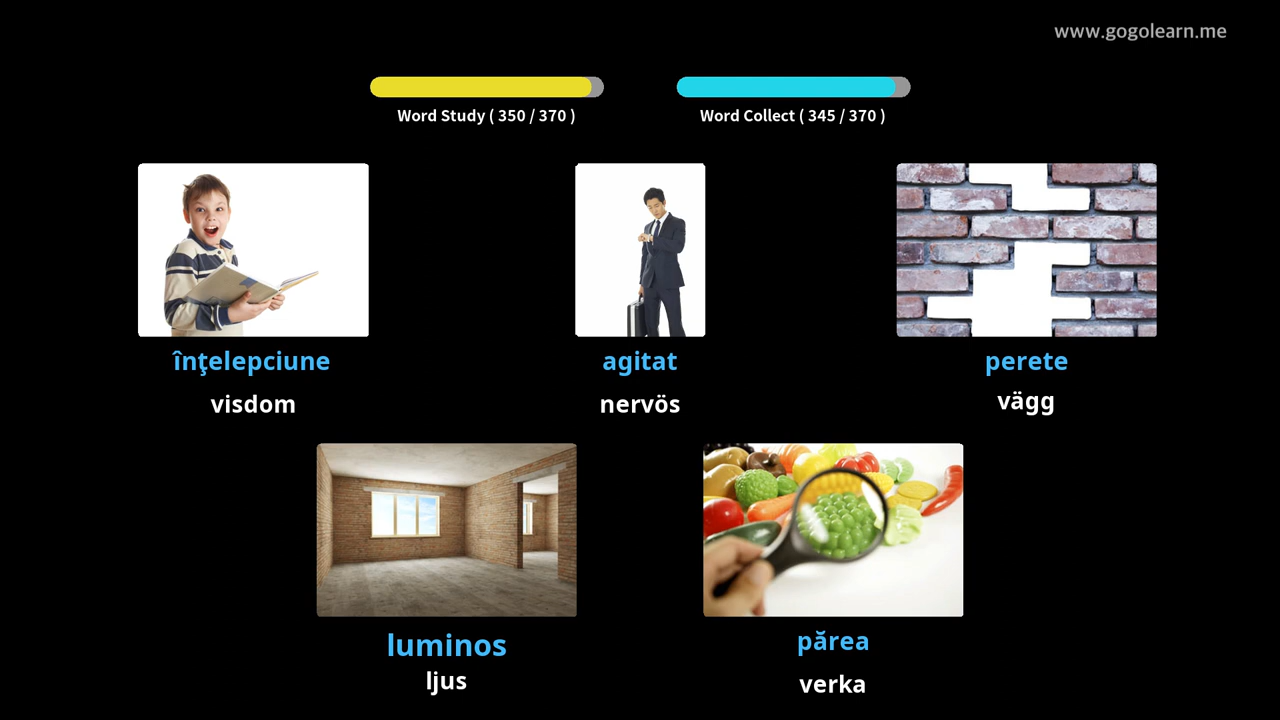 www.gogolearn.me
Word Study ( 350 / 370 )
Word Collect ( 345 / 370 )
înţelepciune
visdom
agitat
nervös
perete
vägg
luminos
ljus
părea
verka